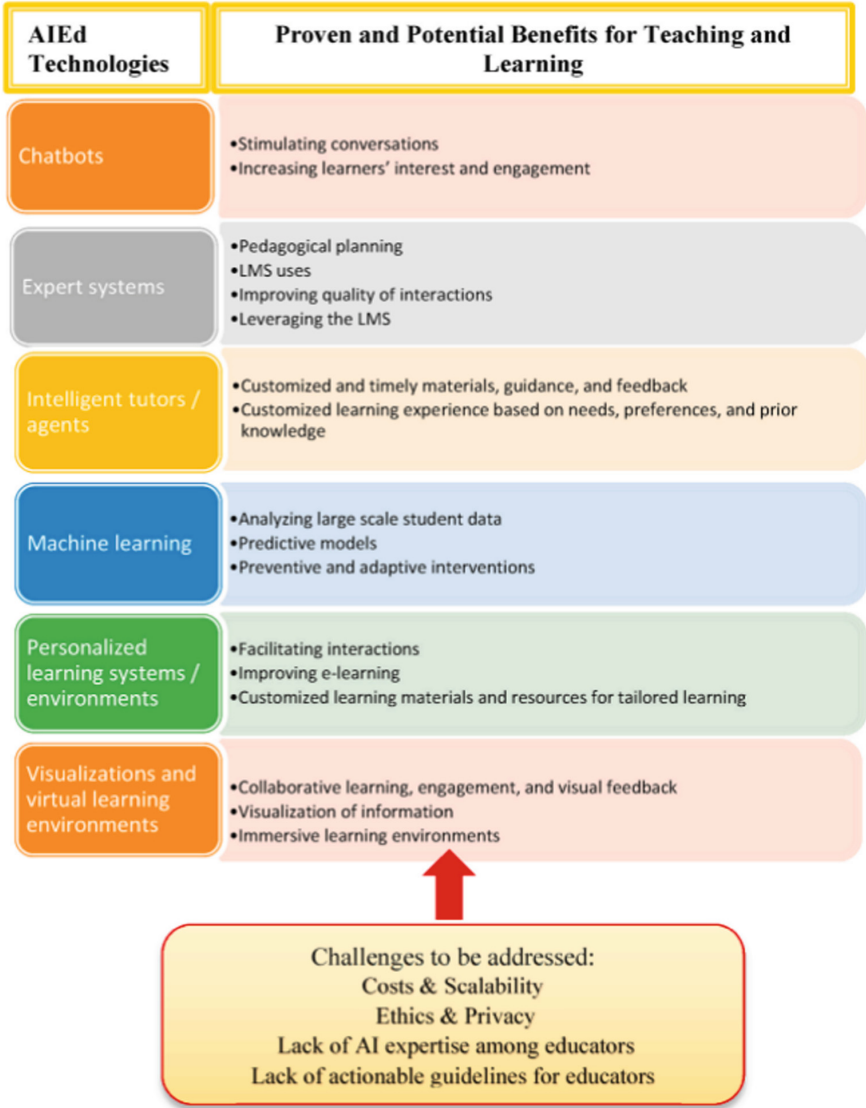 AIEd
Technologies
Proven and Potential Benefits for Teaching and
Learning
Chatbots
•Stimulating conversations
•Increasing learners’ interest and engagement
Expert systems
•Pedagogical planning
•LMS uses
•Improving quality of interactions
•Leveraging the LMS
Intelligent tutors /
agents
•Customized and timely materials, guidance, and feedback
•Customized learning experience based on needs, preferences, and prior
knowledge
Machine learning
•Analyzing large scale student data
•Predictive models
•Preventive and adaptive interventions
Personalized
learning systems /
environments
•Facilitating interactions
•Improving e-learning
•Customized learning materials and resources for tailored learning
Visualizations and
virtual learning
environments
•Collaborative learning, engagement, and visual feedback
•Visualization of information
•Immersive learning environments
Challenges to be addressed:
Costs & Scalability
Ethics & Privacy
Lack of AI expertise among educators
Lack of actionable guidelines for educators